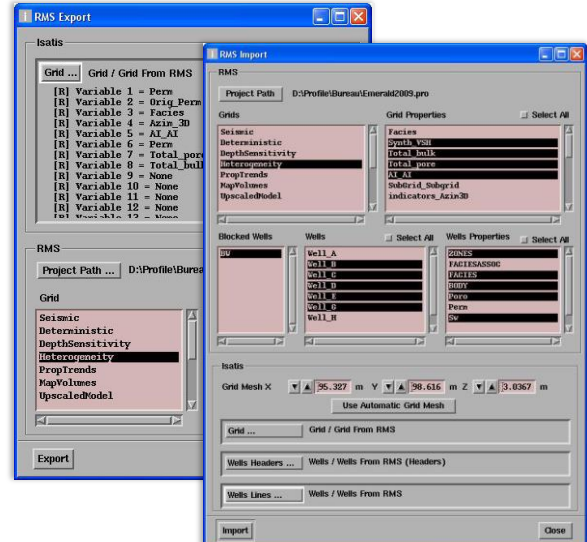 RMS Export
Isatis
Grid ... Grid / Grid From RMS
[R] Variable 1 = Perm
[R] Variable 2 = Orig_Perm
[R] Variable 3 = Facies
[R] Variable 4 = Azim_3D
[R] Variable 5 = AI_AI
[R] Variable 6 = Perm
[R] Variable 7 = Total_pore
[R] Variable 8 = Total_bul
[R] Variable 9 = None
[R] Variable 10 = None
[R] Variable 11 = None
[R] Variable 12 = None
[R] Variable 13 = None
RMS
Project Path ... D:\Profile\Burea
Grid
Seismic
Deterministic
DepthSensitivity
Heterogeneity
PropTrends
MapVolumes
UpscaledModel
Export
RMS Import
RMS
Project Path D:\Profile\Bureau\Emerald2009.pro
Grids
Seismic
Deterministic
DepthSensitivity
Heterogeneity
PropTrends
MapVolumes
UpscaledModel
Grid Properties Select All
Facies
Synth_VSH
Total_bulk
Total_pore
AI_AI
SubGrid_Subgrid
indicators_Azim3D
Blocked Wells
BW
Wells Select All
Well_A
Well_B
Well_C
Well_D
Well_E
Well_G
Well_H
Wells Properties Select All
ZONES
FACIESASSOC
FACIES
BODY
Poro
Perm
Sw
Isatis
Grid Mesh X 95.327 m Y 98.616 m Z 3.0367 m
Use Automatic Grid Mesh
Grid ... Grid / Grid From RMS
Wells Headers ... Wells / Wells From RMS (Headers)
Wells Lines ... Wells / Wells From RMS
Import Close